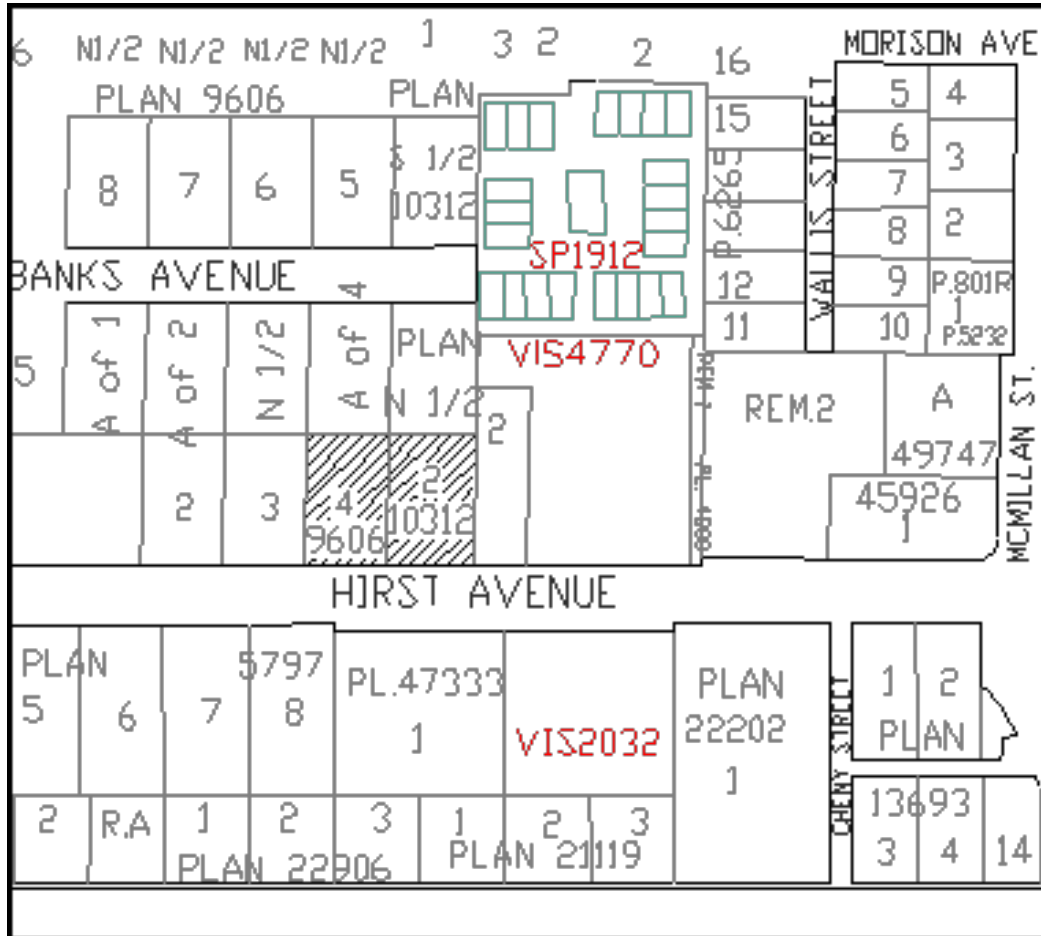 6 N1/2 N1/2 N1/2 N1/2 1 3 2 2 16 MORISON AVE
PLAN 9606 PLAN
8 7 6 5 S 1/2
10312
15
P.6265
12
11
WALLIS STREET
5 4
6 3
7
8 2
9 P.801R
1
10 P.5232
SP1912
BANKS AVENUE
VIS4770
5 A of 1 A of 2 N 1/2 A of 4 PLAN
N 1/2
2
REM.2
A
49747
45926
1
MCMILLAN ST.
2 3 4 2
9606 10312
HIRST AVENUE
PLAN 5797
5 6 7 8
PL.47333
1
VIS2032
PLAN
22202
1
CHENY STREET
1 2
PLAN
13693
3 4 14
2 R.A 1 2 3 1 2 3
PLAN 22906 PLAN 21119